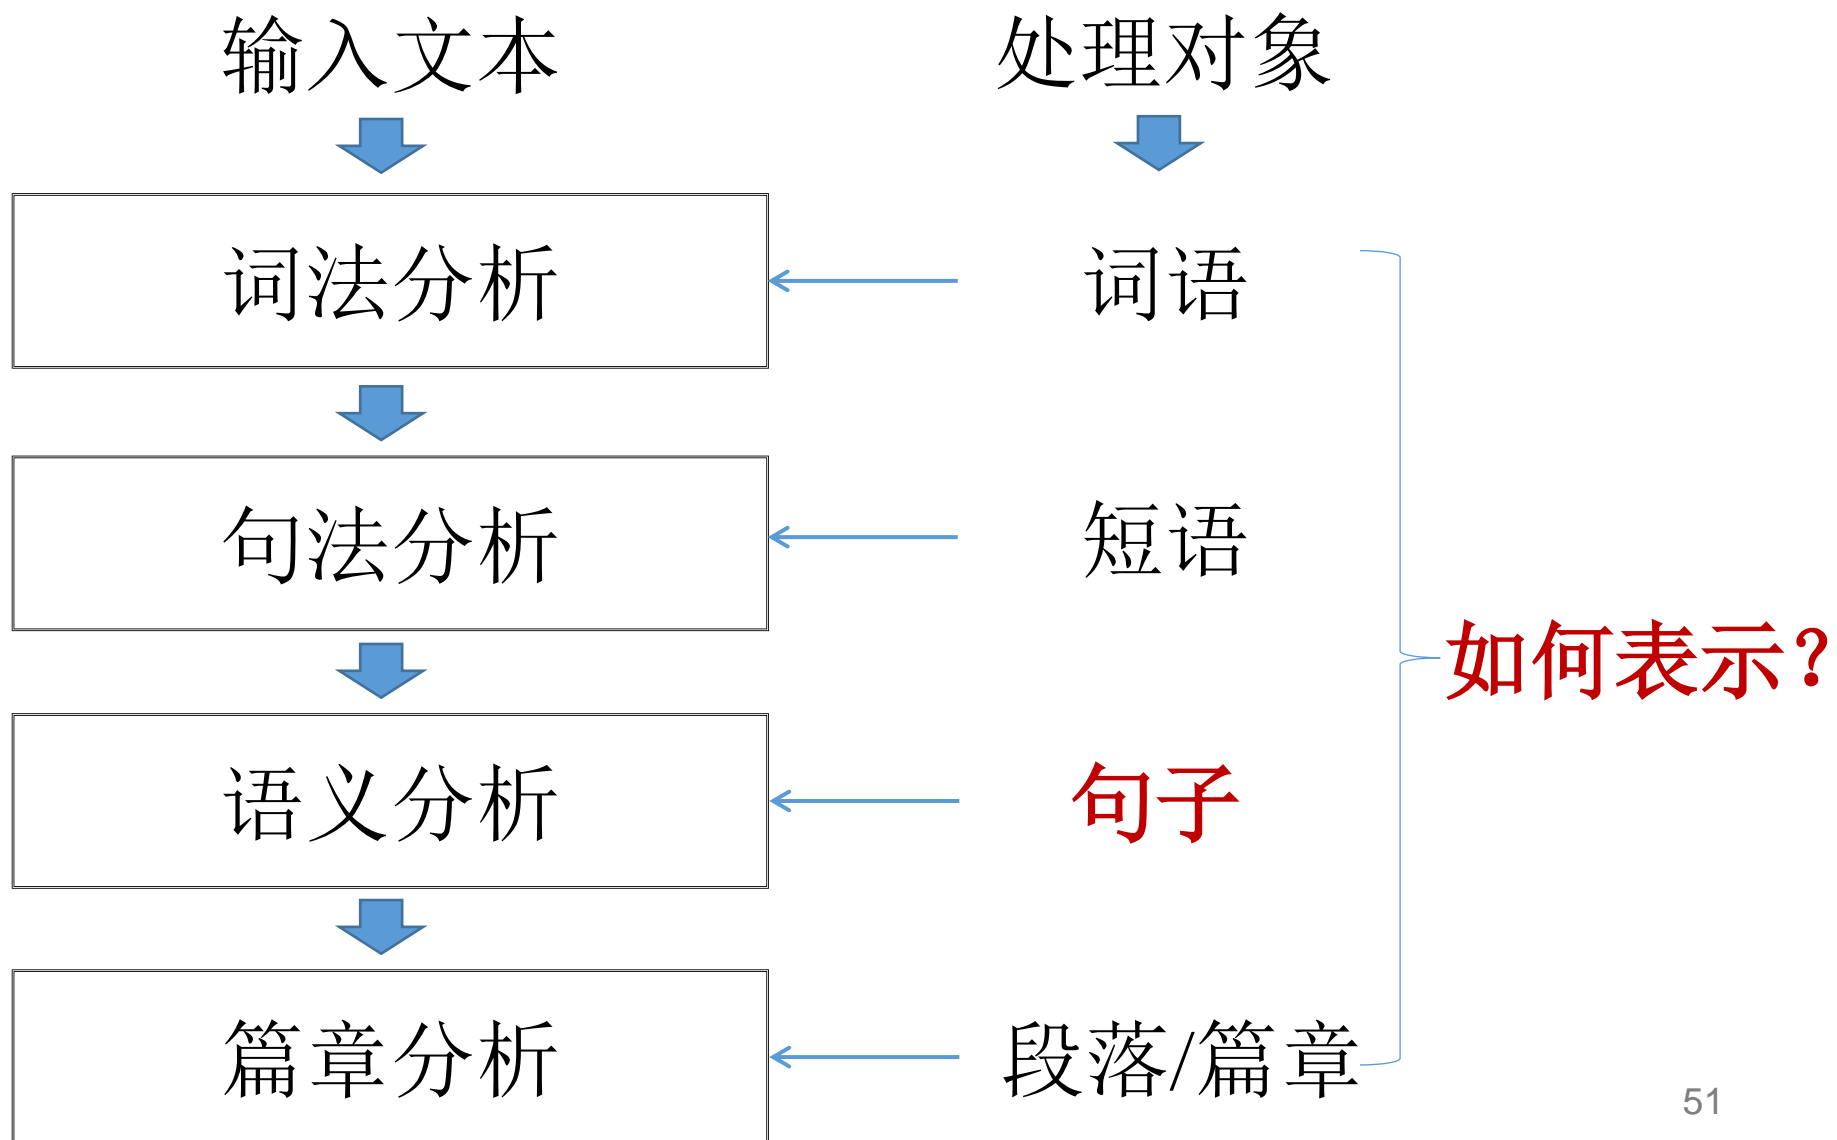 输入文本
处理对象
词法分析
词语
句法分析
短语
如何表示？
语义分析
句子
篇章分析
段落/篇章
51